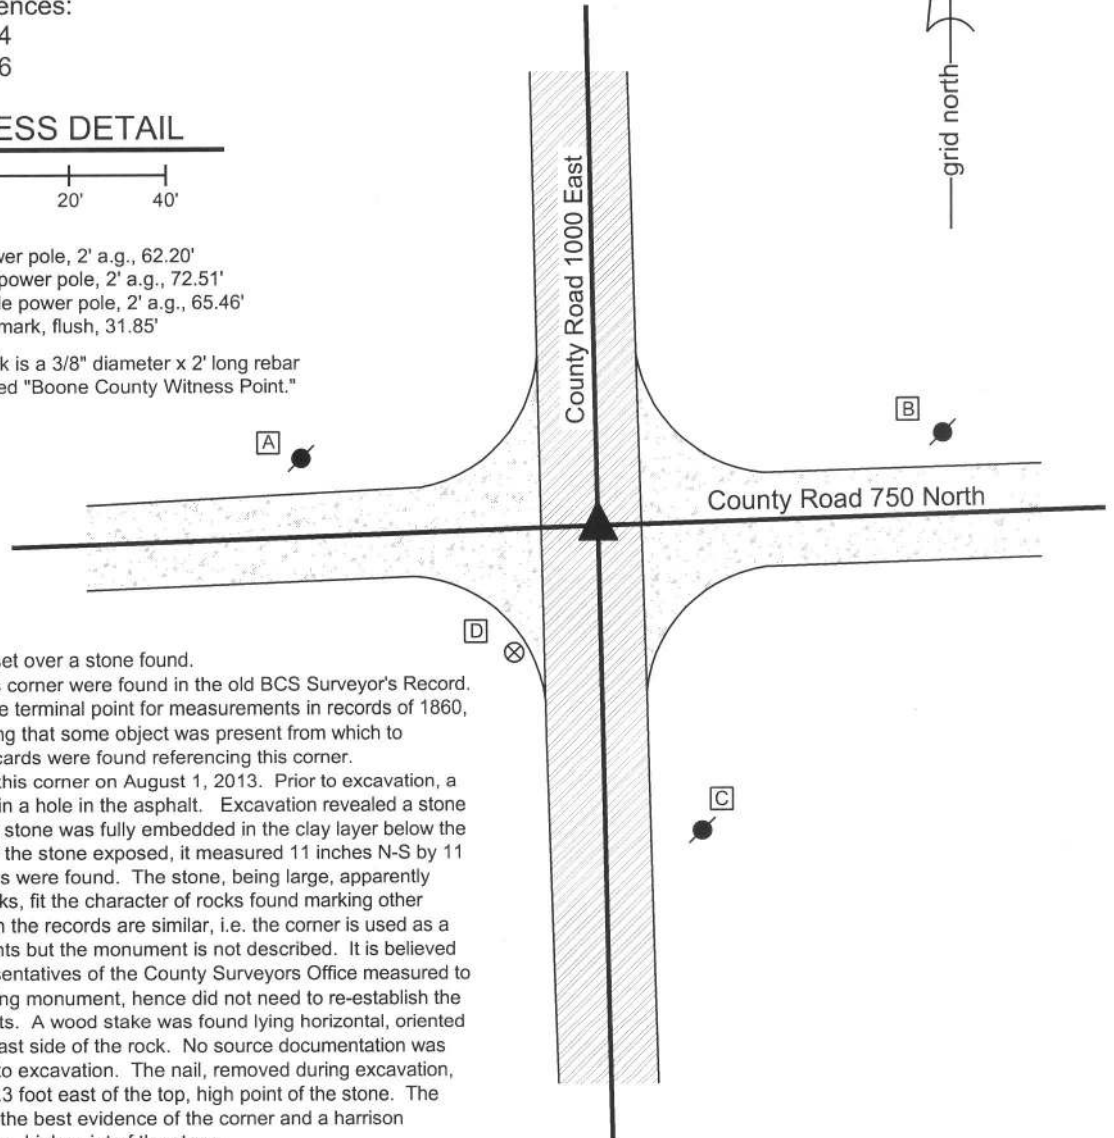 ences:
4
6
ESS DETAIL
20' 40'
ver pole, 2' a.g., 62.20'
power pole, 2' a.g., 72.51'
le power pole, 2' a.g., 65.46'
mark, flush, 31.85'
k is a 3/8" diameter x 2' long rebar
ed "Boone County Witness Point."
grid north
County Road 1000 East
A
B
County Road 750 North
D
C
set over a stone found.
corner were found in the old BCS Surveyor's Record.
e terminal point for measurements in records of 1860,
ng that some object was present from which to
cards were found referencing this corner.
this corner on August 1, 2013. Prior to excavation, a
in a hole in the asphalt. Excavation revealed a stone
stone was fully embedded in the clay layer below the
the stone exposed, it measured 11 inches N-S by 11
s were found. The stone, being large, apparently
ks, fit the character of rocks found marking other
n the records are similar, i.e. the corner is used as a
nts but the monument is not described. It is believed
sentatives of the County Surveyors Office measured to
ng monument, hence did not need to re-establish the
ts. A wood stake was found lying horizontal, oriented
ast side of the rock. No source documentation was
to excavation. The nail, removed during excavation,
.3 foot east of the top, high point of the stone. The
the best evidence of the corner and a harrison